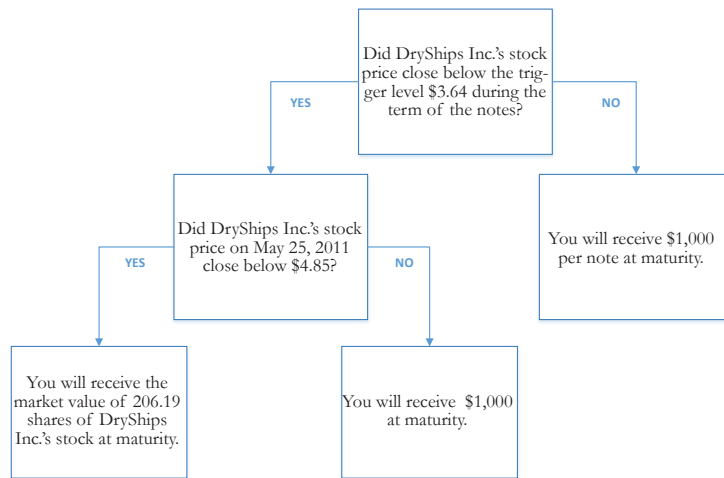 Did DryShips Inc.'s stock
price close below the trig-
ger level $3.64 during the
term of the notes?
YES
NO
Did DryShips Inc.'s stock
price on May 25, 2011
close below $4.85?
You will receive $1,000
per note at maturity.
YES
NO
You will receive the
market value of 206.19
shares of DryShips
Inc.'s stock at maturity.
You will receive  $1,000
at maturity.